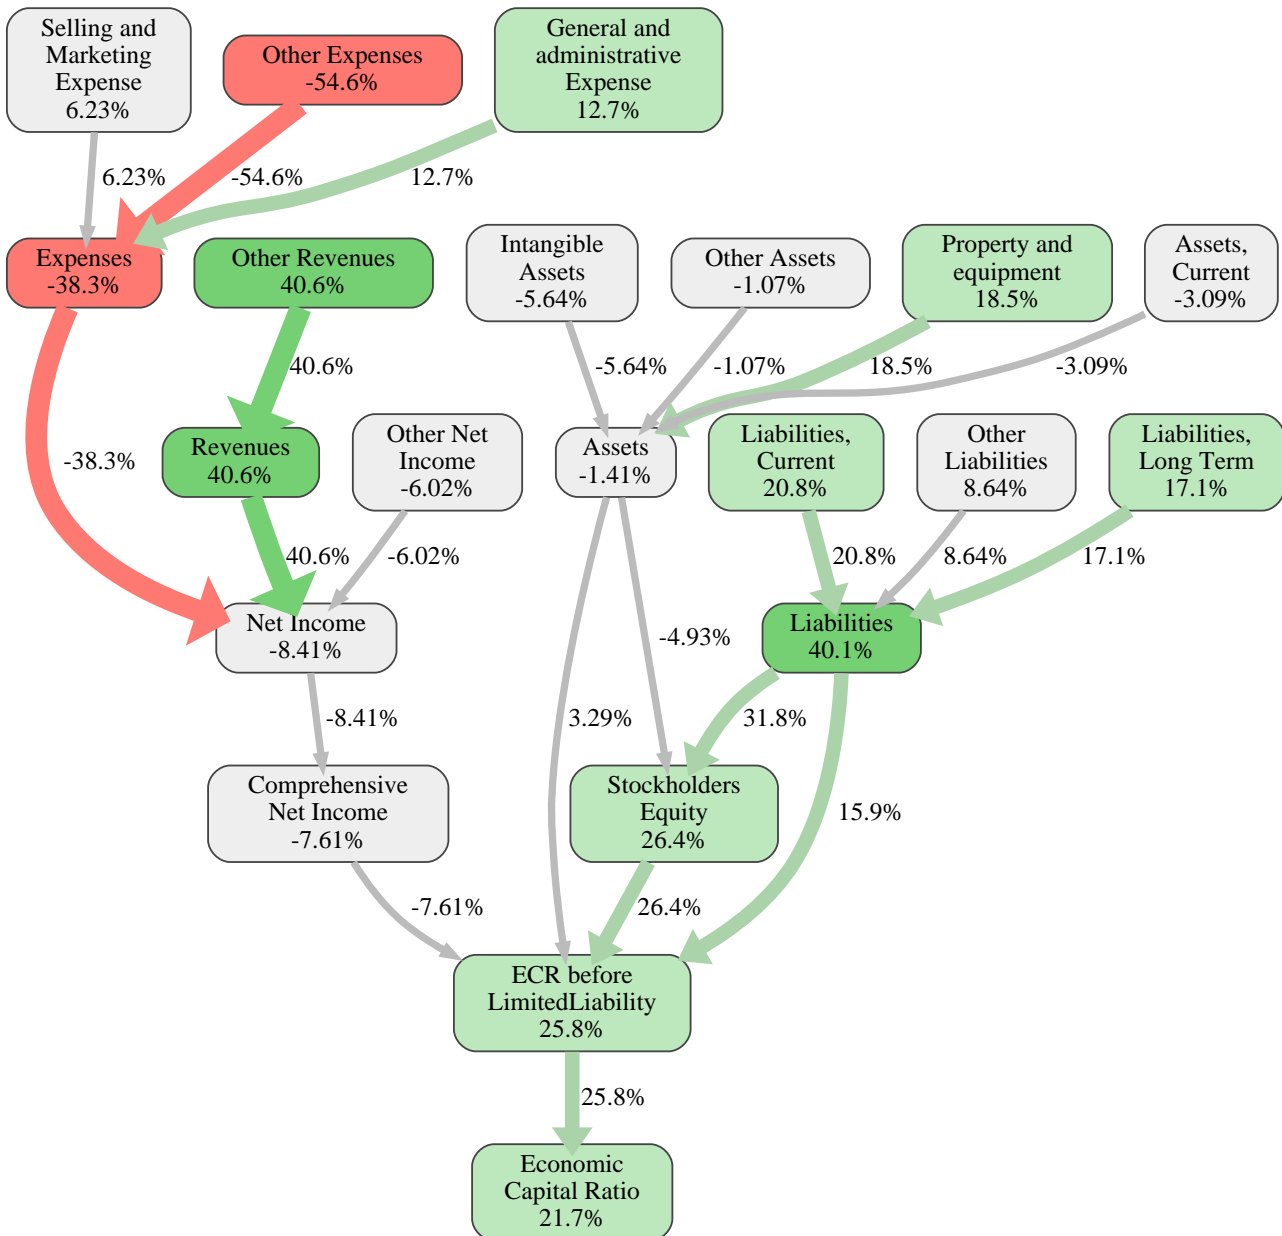 Selling and
Marketing
Expense
6.23%
Other Expenses
-54.6%
General and
administrative
Expense
12.7%
6.23%
-54.6%
12.7%
Expenses
-38.3%
Other Revenues
40.6%
Intangible
Assets
-5.64%
Other Assets
-1.07%
Property and
equipment
18.5%
Assets,
Current
-3.09%
40.6%
-5.64%
-1.07%
18.5%
-3.09%
-38.3%
Revenues
40.6%
Other Net
Income
-6.02%
Assets
-1.41%
Liabilities,
Current
20.8%
Other
Liabilities
8.64%
Liabilities,
Long Term
17.1%
40.6%
-6.02%
20.8%
8.64%
17.1%
Net Income
-8.41%
-4.93%
Liabilities
40.1%
-8.41%
3.29%
31.8%
Comprehensive
Net Income
-7.61%
Stockholders
Equity
26.4%
15.9%
-7.61%
26.4%
ECR before
LimitedLiability
25.8%
25.8%
Economic
Capital Ratio
21.7%